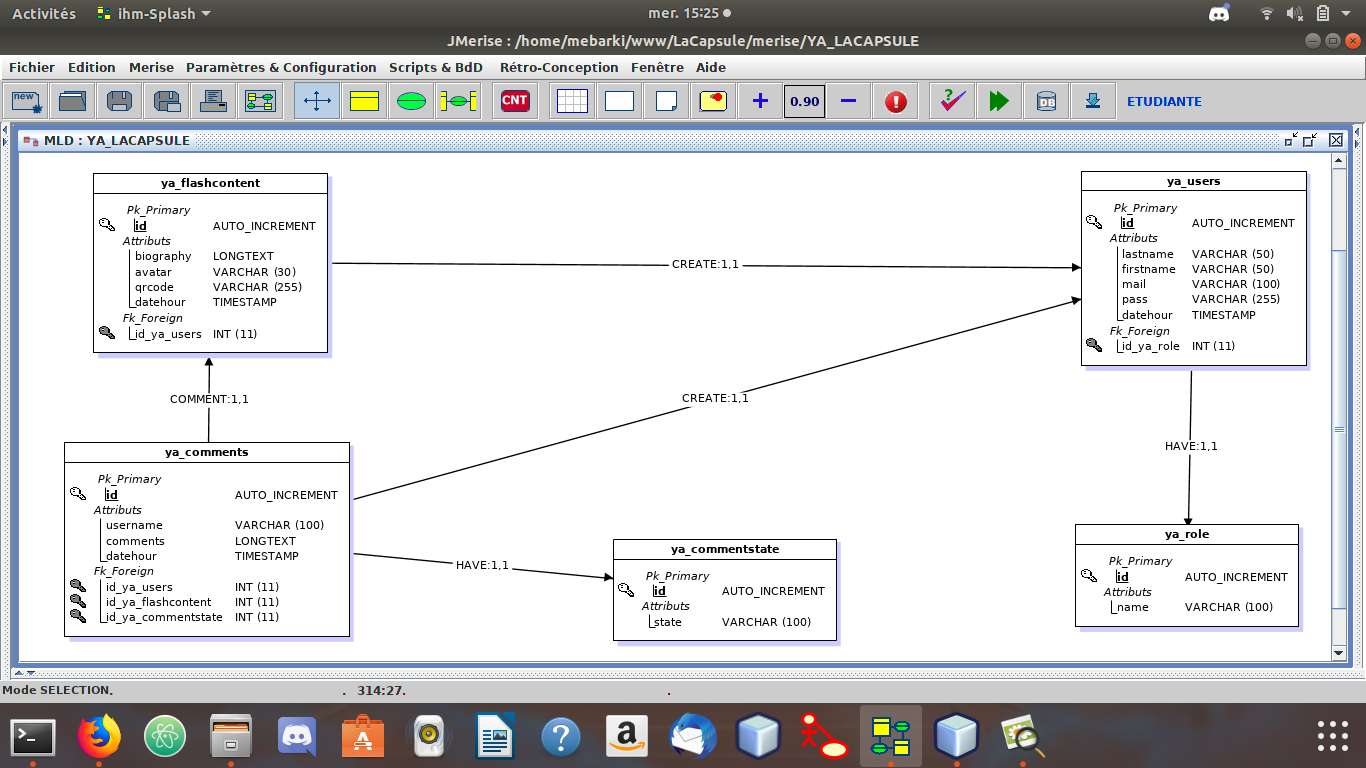 Activités ihm-Splash mer. 15:25
JMerise : /home/mebarki/www/LaCapsule/merise/YA_LACAPSULE
Fichier Edition Merise Paramètres & Configuration Scripts & BdD Rétro-Conception Fenêtre Aide
new CNT + 0.90 − ! ? DB ETUDIANTE
MLD : YA_LACAPSULE
ya_flashcontent
Pk_Primary
id AUTO_INCREMENT
Attributs
biography LONGTEXT
avatar VARCHAR (30)
qrcode VARCHAR (255)
datehour TIMESTAMP
Fk_Foreign
id_ya_users INT (11)
CREATE:1,1
ya_users
Pk_Primary
id AUTO_INCREMENT
Attributs
lastname VARCHAR (50)
firstname VARCHAR (50)
mail VARCHAR (100)
pass VARCHAR (255)
datehour TIMESTAMP
Fk_Foreign
id_ya_role INT (11)
COMMENT:1,1
CREATE:1,1
HAVE:1,1
ya_comments
Pk_Primary
id AUTO_INCREMENT
Attributs
username VARCHAR (100)
comments LONGTEXT
datehour TIMESTAMP
Fk_Foreign
id_ya_users INT (11)
id_ya_flashcontent INT (11)
id_ya_commentstate INT (11)
HAVE:1,1
ya_commentstate
Pk_Primary
id AUTO_INCREMENT
Attributs
state VARCHAR (100)
ya_role
Pk_Primary
id AUTO_INCREMENT
Attributs
name VARCHAR (100)
Mode SELECTION. . 314:27. .
>_ ? a